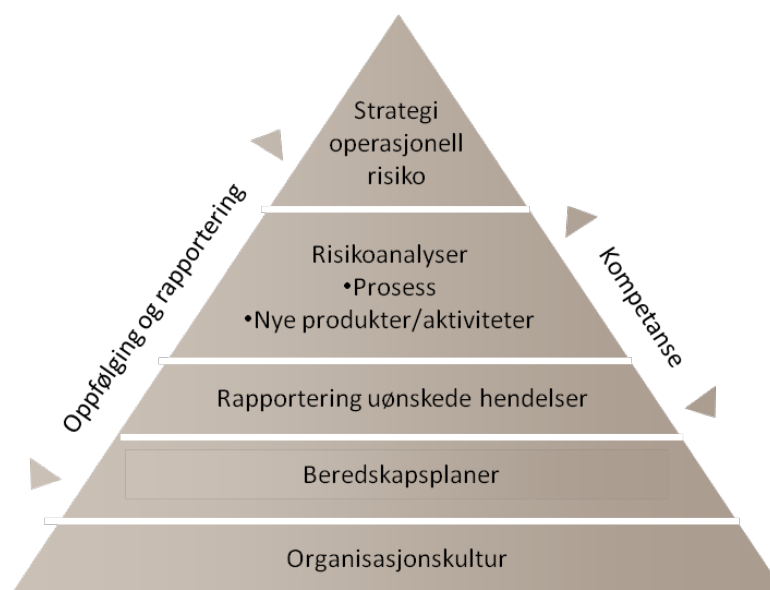 Strategi
operasjonell
risiko
Oppfølging og rapportering
Kompetanse
Risikoanalyser
•Prosess
•Nye produkter/aktiviteter
Rapportering uønskede hendelser
Beredskapsplaner
Organisasjonskultur